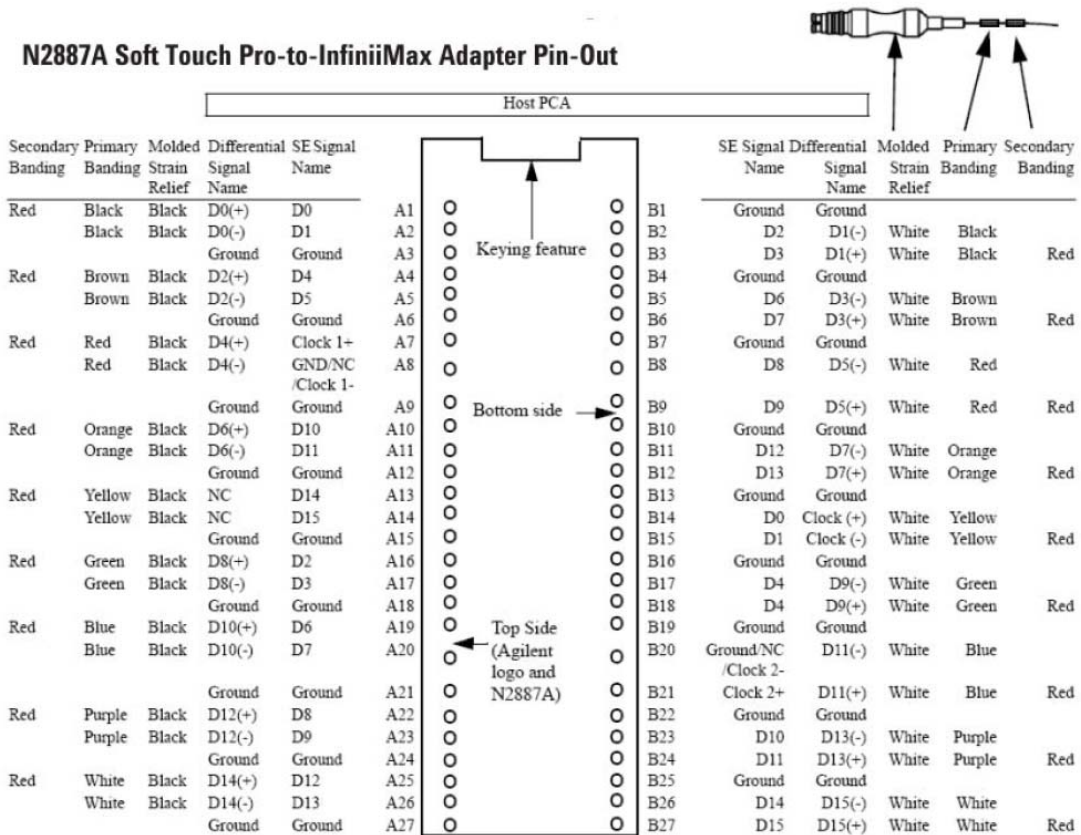 N2887A Soft Touch Pro-to-InfiniiMax Adapter Pin-Out
Host PCA
Secondary Primary Molded Differential SE Signal SE Signal Differential Molded Primary Secondary
Banding Banding Strain Signal Name Name Signal Strain Banding Banding
Relief Name Name Relief
Red Black Black D0(+) D0 A1 B1 Ground Ground
Black Black D0(-) D1 A2 B2 D2 D1(-) White Black
Ground Ground A3 Keying feature B3 D3 D1(+) White Black Red
Red Brown Black D2(+) D4 A4 B4 Ground Ground
Brown Black D2(-) D5 A5 B5 D6 D3(-) White Brown
Ground Ground A6 B6 D7 D3(+) White Brown Red
Red Red Black D4(+) Clock 1+ A7 B7 Ground Ground
Red Black D4(-) GND/NC A8 B8 D8 D5(-) White Red
/Clock 1-
Ground Ground A9 Bottom side B9 D9 D5(+) White Red Red
Red Orange Black D6(+) D10 A10 B10 Ground Ground
Orange Black D6(-) D11 A11 B11 D12 D7(-) White Orange
Ground Ground A12 B12 D13 D7(+) White Orange Red
Red Yellow Black NC D14 A13 B13 Ground Ground
Yellow Black NC D15 A14 B14 D0 Clock (+) White Yellow
Ground Ground A15 B15 D1 Clock (-) White Yellow Red
Red Green Black D8(+) D2 A16 B16 Ground Ground
Green Black D8(-) D3 A17 B17 D4 D9(-) White Green
Ground Ground A18 B18 D4 D9(+) White Green Red
Red Blue Black D10(+) D6 A19 Top Side B19 Ground Ground
Blue Black D10(-) D7 A20 (Agilent B20 Ground/NC D11(-) White Blue
logo and /Clock 2-
Ground Ground A21 N2887A) B21 Clock 2+ D11(+) White Blue Red
Red Purple Black D12(+) D8 A22 B22 Ground Ground
Purple Black D12(-) D9 A23 B23 D10 D13(-) White Purple
Ground Ground A24 B24 D11 D13(+) White Purple Red
Red White Black D14(+) D12 A25 B25 Ground Ground
White Black D14(-) D13 A26 B26 D14 D15(-) White White
Ground Ground A27 B27 D15 D15(+) White White Red